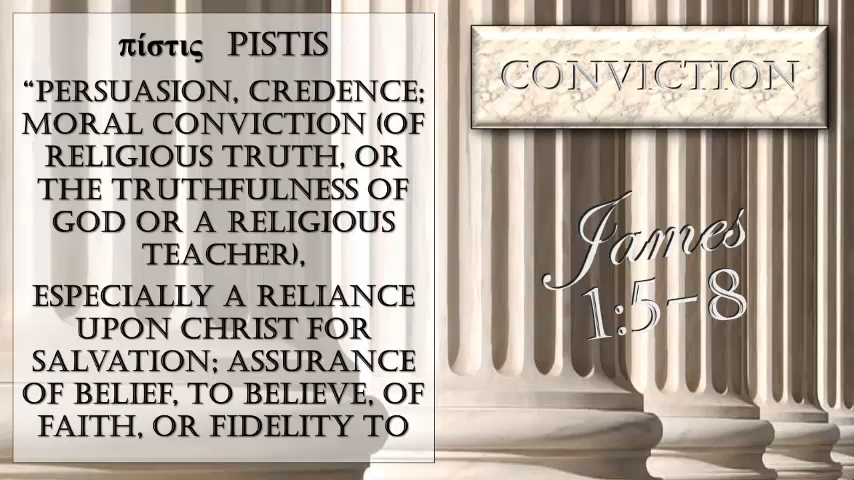 πίστις PISTIS
“PERSUASION, CREDENCE;
MORAL CONVICTION (OF
RELIGIOUS TRUTH, OR
THE TRUTHFULNESS OF
GOD OR A RELIGIOUS
TEACHER),
ESPECIALLY A RELIANCE
UPON CHRIST FOR
SALVATION; ASSURANCE
OF BELIEF, TO BELIEVE, OF
FAITH, OR FIDELITY TO
CONVICTION
James
1:5-8